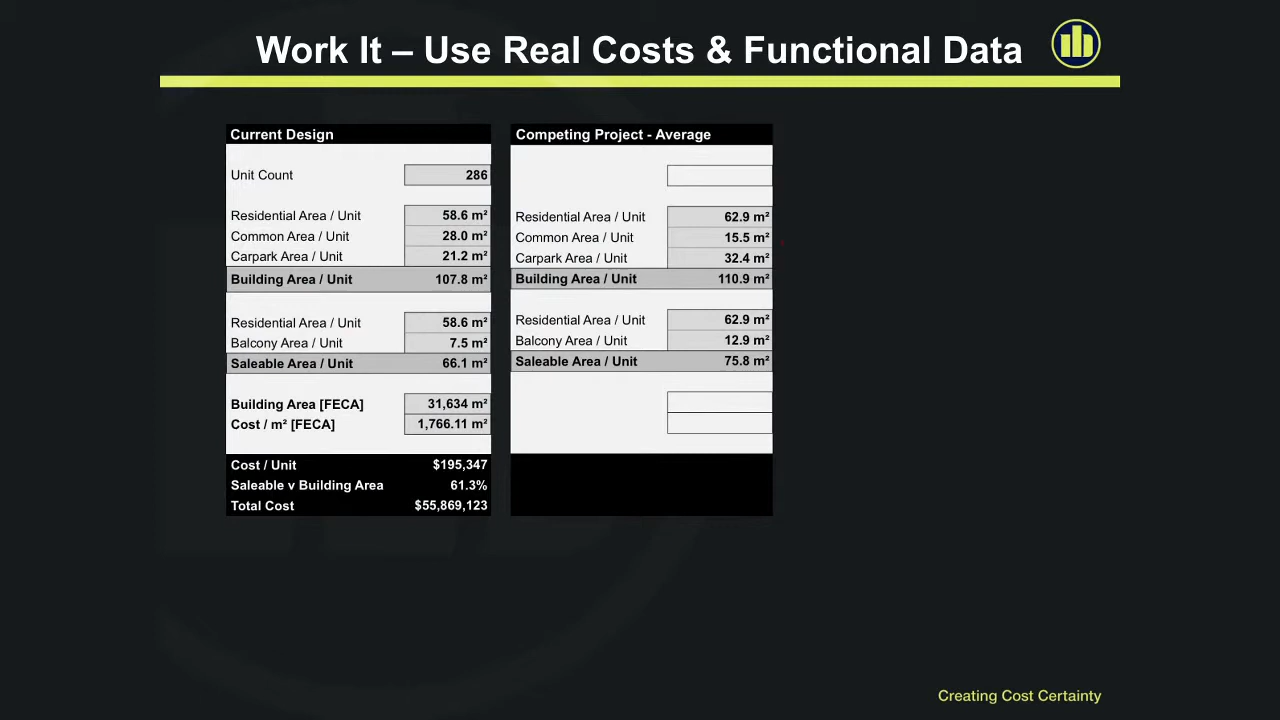 Work It – Use Real Costs & Functional Data
Current Design
Unit Count 286
Residential Area / Unit 58.6 m²
Common Area / Unit 28.0 m²
Carpark Area / Unit 21.2 m²
Building Area / Unit 107.8 m²
Residential Area / Unit 58.6 m²
Balcony Area / Unit 7.5 m²
Saleable Area / Unit 66.1 m²
Building Area [FECA] 31,634 m²
Cost / m² [FECA] 1,766.11 m²
Cost / Unit $195,347
Saleable v Building Area 61.3%
Total Cost $55,869,123
Competing Project - Average
Residential Area / Unit 62.9 m²
Common Area / Unit 15.5 m²
Carpark Area / Unit 32.4 m²
Building Area / Unit 110.9 m²
Residential Area / Unit 62.9 m²
Balcony Area / Unit 12.9 m²
Saleable Area / Unit 75.8 m²
Creating Cost Certainty